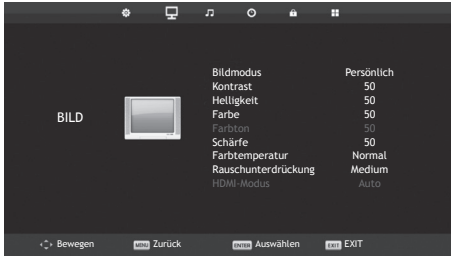 BILD
Bildmodus Persönlich
Kontrast 50
Helligkeit 50
Farbe 50
Farbton 50
Schärfe 50
Farbtemperatur Normal
Rauschunterdrückung Medium
HDMI-Modus Auto
Bewegen MENU Zurück ENTER Auswählen EXIT EXIT